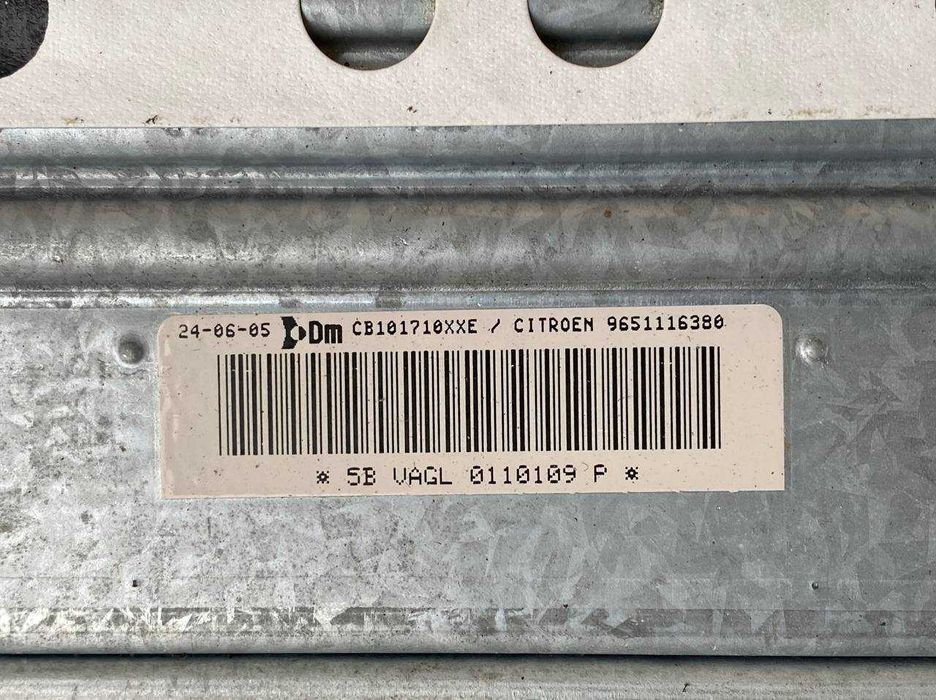 24-06-05 Dm CB101710XXE / CITROEN 9651116380
* 5B VAGL 0110109 P *